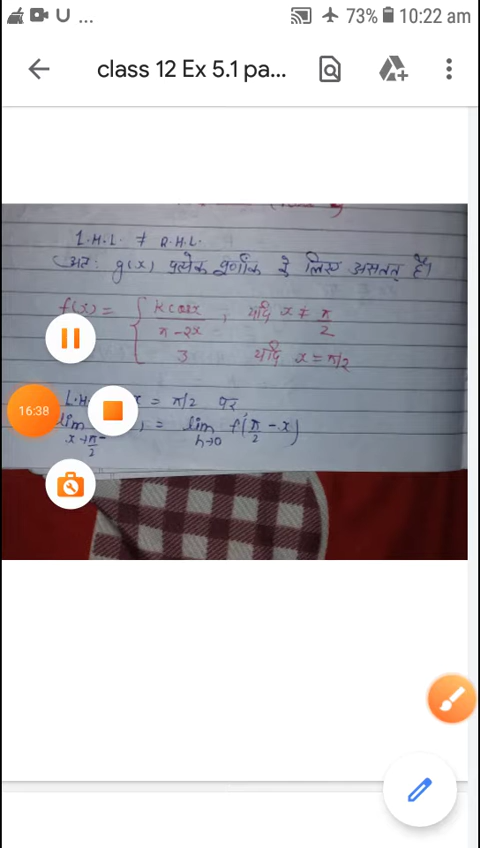 U ... 73% 10:22 am
class 12 Ex 5.1 pa...
L.H.L. ≠ R.H.L.
अतः g(x) प्रत्येक पूर्णांक के लिए असतत् है।
f(x) = { k cos x / π - 2x , यदि x ≠ π/2
3 यदि x = π/2
L.H x = π/2 पर
16:38
lim x→π/2⁻ = lim h→0 f(π/2 - x)